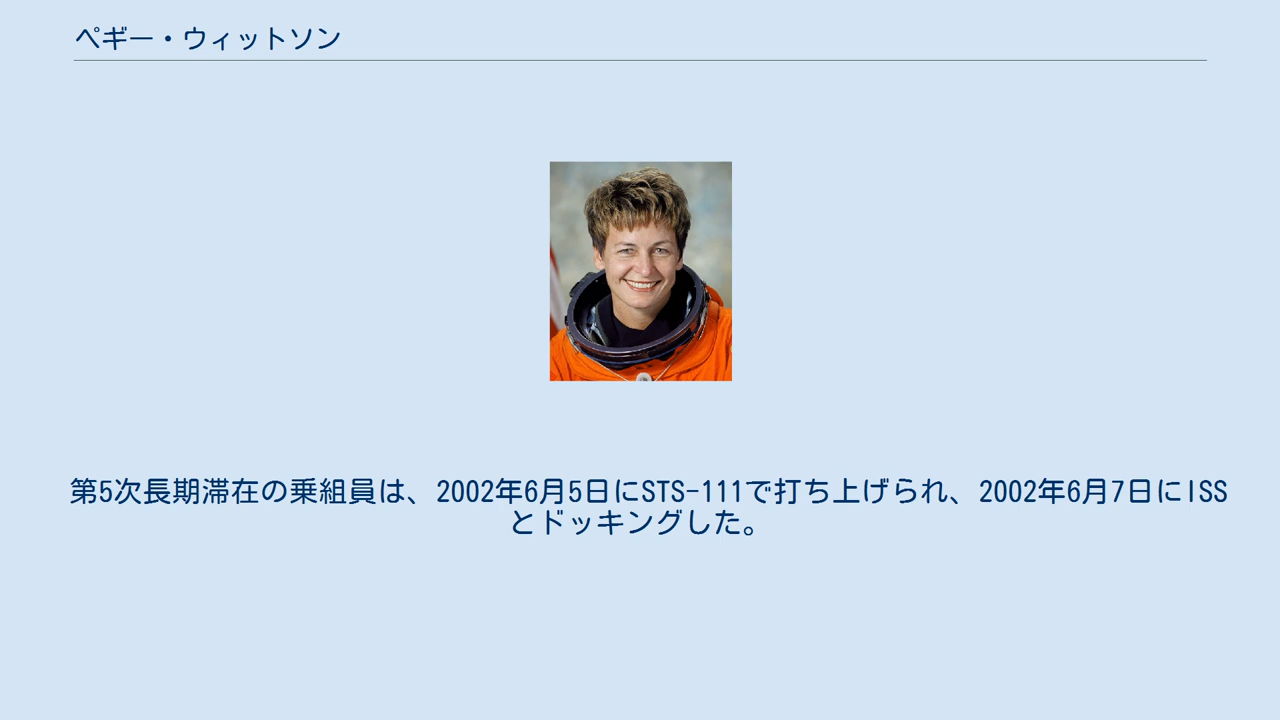 ペギー・ウィットソン
第5次長期滞在の乗組員は、2002年6月5日にSTS-111で打ち上げられ、2002年6月7日にISS
とドッキングした。